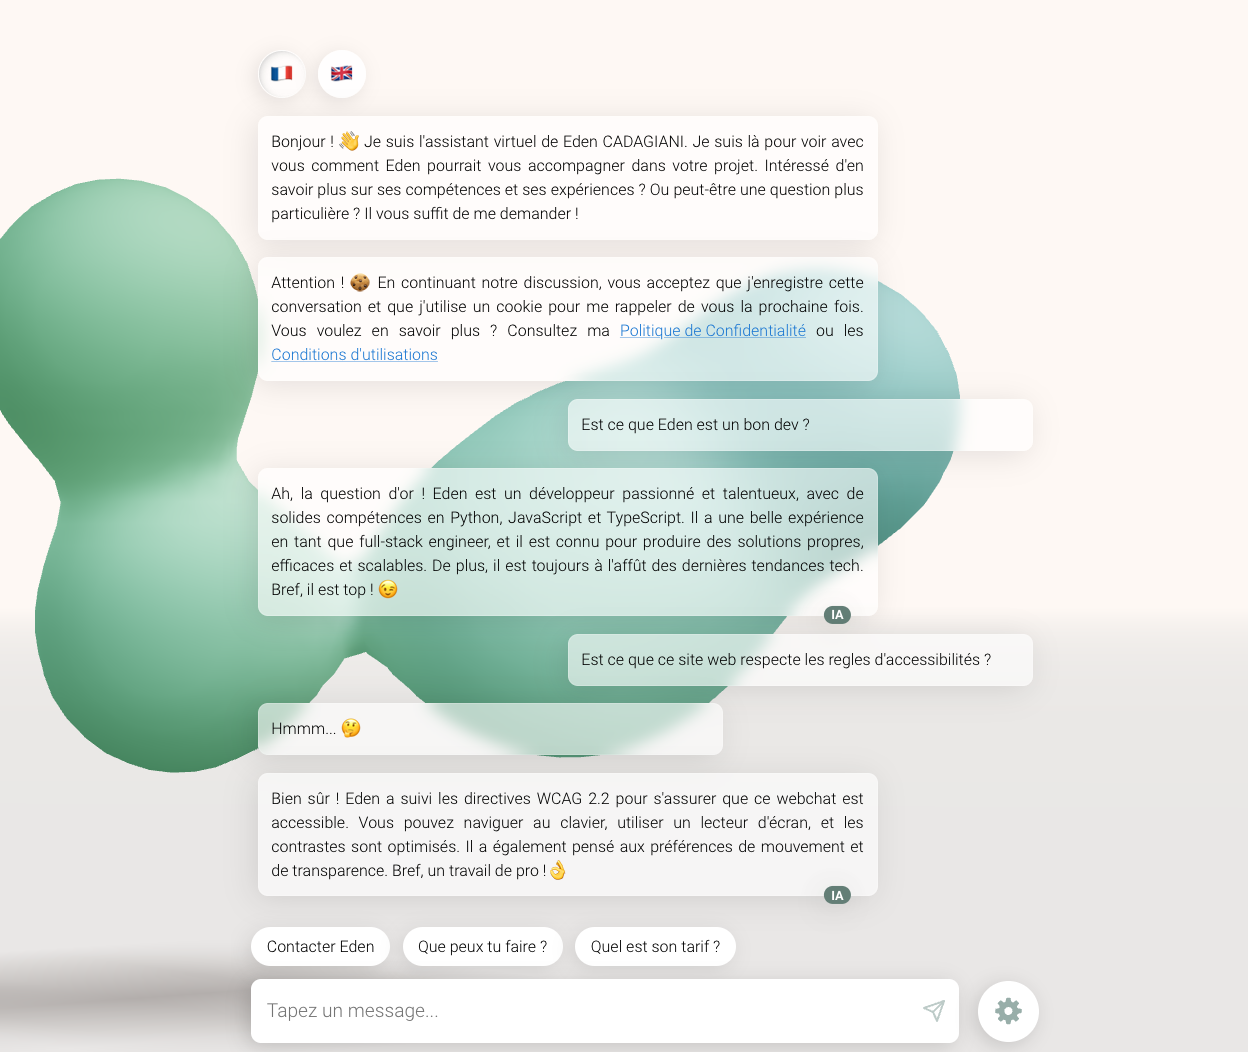 Bonjour ! 👋 Je suis l'assistant virtuel de Eden CADAGIANI. Je suis là pour voir avec
vous comment Eden pourrait vous accompagner dans votre projet. Intéressé d'en
savoir plus sur ses compétences et ses expériences ? Ou peut-être une question plus
particulière ? Il vous suffit de me demander !
Attention ! 🍪 En continuant notre discussion, vous acceptez que j'enregistre cette
conversation et que j'utilise un cookie pour me rappeler de vous la prochaine fois.
Vous voulez en savoir plus ? Consultez ma Politique de Confidentialité ou les
Conditions d'utilisations
Est ce que Eden est un bon dev ?
Ah, la question d'or ! Eden est un développeur passionné et talentueux, avec de
solides compétences en Python, JavaScript et TypeScript. Il a une belle expérience
en tant que full-stack engineer, et il est connu pour produire des solutions propres,
efficaces et scalables. De plus, il est toujours à l'affût des dernières tendances tech.
Bref, il est top ! 😉
IA
Est ce que ce site web respecte les regles d'accessibilités ?
Hmmm... 🤔
Bien sûr ! Eden a suivi les directives WCAG 2.2 pour s'assurer que ce webchat est
accessible. Vous pouvez naviguer au clavier, utiliser un lecteur d'écran, et les
contrastes sont optimisés. Il a également pensé aux préférences de mouvement et
de transparence. Bref, un travail de pro ! 👌
IA
Contacter Eden
Que peux tu faire ?
Quel est son tarif ?
Tapez un message...